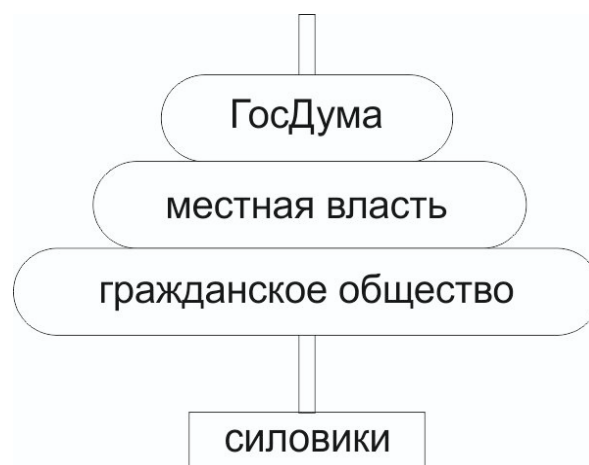 ГосДума
местная власть
гражданское общество
силовики